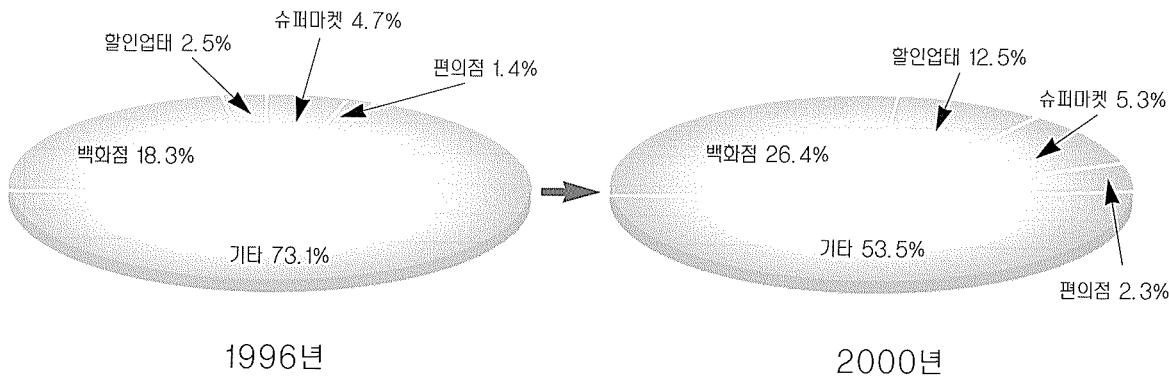 슈퍼마켓 4.7%
할인업태 2.5%
편의점 1.4%
백화점 18.3%
기타 73.1%
1996년
할인업태 12.5%
슈퍼마켓 5.3%
백화점 26.4%
기타 53.5%
편의점 2.3%
2000년